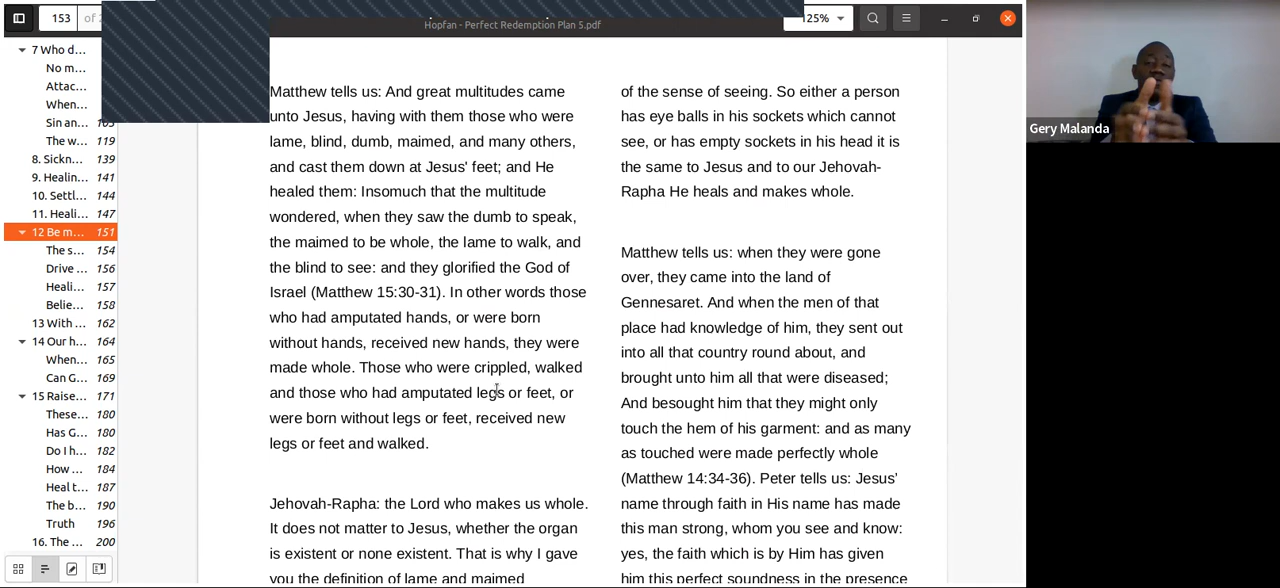 153
of
Hopfan - Perfect Redemption Plan 5.pdf
125%
7 Who d...
No m...
Attac...
When...
Sin an... 105
The w... 119
8. Sickn... 139
9. Healin... 141
10. Settl... 144
11. Heali... 147
12 Be m... 151
The s... 154
Drive ... 156
Heali... 157
Belie... 158
13 With ... 162
14 Our h... 164
When... 165
Can G... 169
15 Raise... 171
These... 180
Has G... 180
Do I h... 182
How ... 184
Heal t... 187
The b... 190
Truth 196
16. The ... 200
Matthew tells us: And great multitudes came
unto Jesus, having with them those who were
lame, blind, dumb, maimed, and many others,
and cast them down at Jesus' feet; and He
healed them: Insomuch that the multitude
wondered, when they saw the dumb to speak,
the maimed to be whole, the lame to walk, and
the blind to see: and they glorified the God of
Israel (Matthew 15:30-31). In other words those
who had amputated hands, or were born
without hands, received new hands, they were
made whole. Those who were crippled, walked
and those who had amputated legs or feet, or
were born without legs or feet, received new
legs or feet and walked.
Jehovah-Rapha: the Lord who makes us whole.
It does not matter to Jesus, whether the organ
is existent or none existent. That is why I gave
you the definition of lame and maimed
of the sense of seeing. So either a person
has eye balls in his sockets which cannot
see, or has empty sockets in his head it is
the same to Jesus and to our Jehovah-
Rapha He heals and makes whole.
Matthew tells us: when they were gone
over, they came into the land of
Gennesaret. And when the men of that
place had knowledge of him, they sent out
into all that country round about, and
brought unto him all that were diseased;
And besought him that they might only
touch the hem of his garment: and as many
as touched were made perfectly whole
(Matthew 14:34-36). Peter tells us: Jesus'
name through faith in His name has made
this man strong, whom you see and know:
yes, the faith which is by Him has given
him this perfect soundness in the presence
Gery Malanda